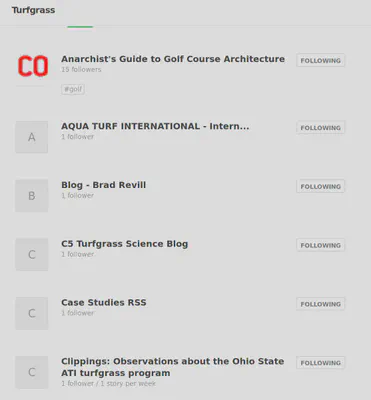 Turfgrass
CO
Anarchist's Guide to Golf Course Architecture
FOLLOWING
15 followers
#golf
A
AQUA TURF INTERNATIONAL - Intern...
FOLLOWING
1 follower
B
Blog - Brad Revill
FOLLOWING
1 follower
C
C5 Turfgrass Science Blog
FOLLOWING
1 follower
C
Case Studies RSS
FOLLOWING
1 follower
C
Clippings: Observations about the Ohio State
ATI turfgrass program
FOLLOWING
1 follower / 1 story per week